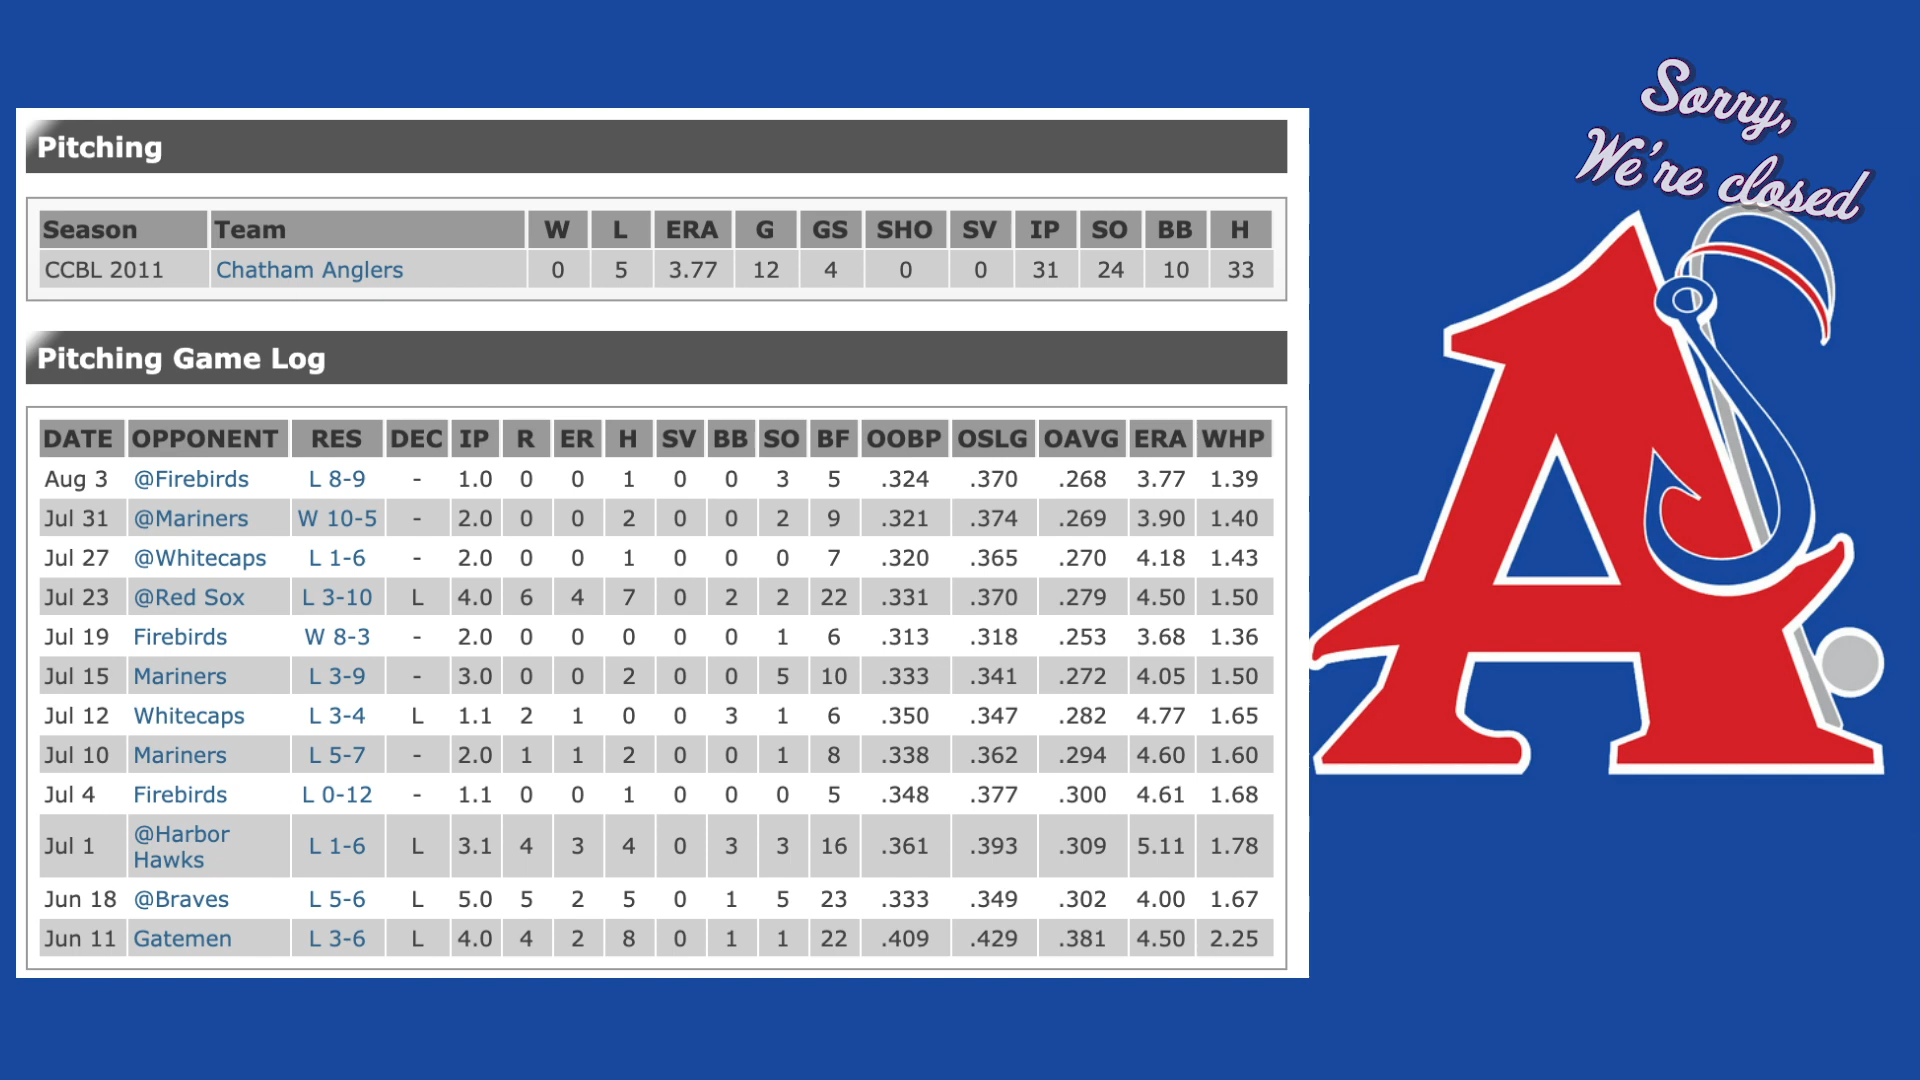 Sorry,
We're closed
Pitching
Season Team W L ERA G GS SHO SV IP SO BB H
CCBL 2011 Chatham Anglers 0 5 3.77 12 4 0 0 31 24 10 33
Pitching Game Log
DATE OPPONENT RES DEC IP R ER H SV BB SO BF OOBP OSLG OAVG ERA WHP
Aug 3 @Firebirds L 8-9 - 1.0 0 0 1 0 0 3 5 .324 .370 .268 3.77 1.39
Jul 31 @Mariners W 10-5 - 2.0 0 0 2 0 0 2 9 .321 .374 .269 3.90 1.40
Jul 27 @Whitecaps L 1-6 - 2.0 0 0 1 0 0 0 7 .320 .365 .270 4.18 1.43
Jul 23 @Red Sox L 3-10 L 4.0 6 4 7 0 2 2 22 .331 .370 .279 4.50 1.50
Jul 19 Firebirds W 8-3 - 2.0 0 0 0 0 0 1 6 .313 .318 .253 3.68 1.36
Jul 15 Mariners L 3-9 - 3.0 0 0 2 0 0 5 10 .333 .341 .272 4.05 1.50
Jul 12 Whitecaps L 3-4 L 1.1 2 1 0 0 3 1 6 .350 .347 .282 4.77 1.65
Jul 10 Mariners L 5-7 - 2.0 1 1 2 0 0 1 8 .338 .362 .294 4.60 1.60
Jul 4 Firebirds L 0-12 - 1.1 0 0 1 0 0 0 5 .348 .377 .300 4.61 1.68
Jul 1 @Harbor Hawks L 1-6 L 3.1 4 3 4 0 3 3 16 .361 .393 .309 5.11 1.78
Jun 18 @Braves L 5-6 L 5.0 5 2 5 0 1 5 23 .333 .349 .302 4.00 1.67
Jun 11 Gatemen L 3-6 L 4.0 4 2 8 0 1 1 22 .409 .429 .381 4.50 2.25
A